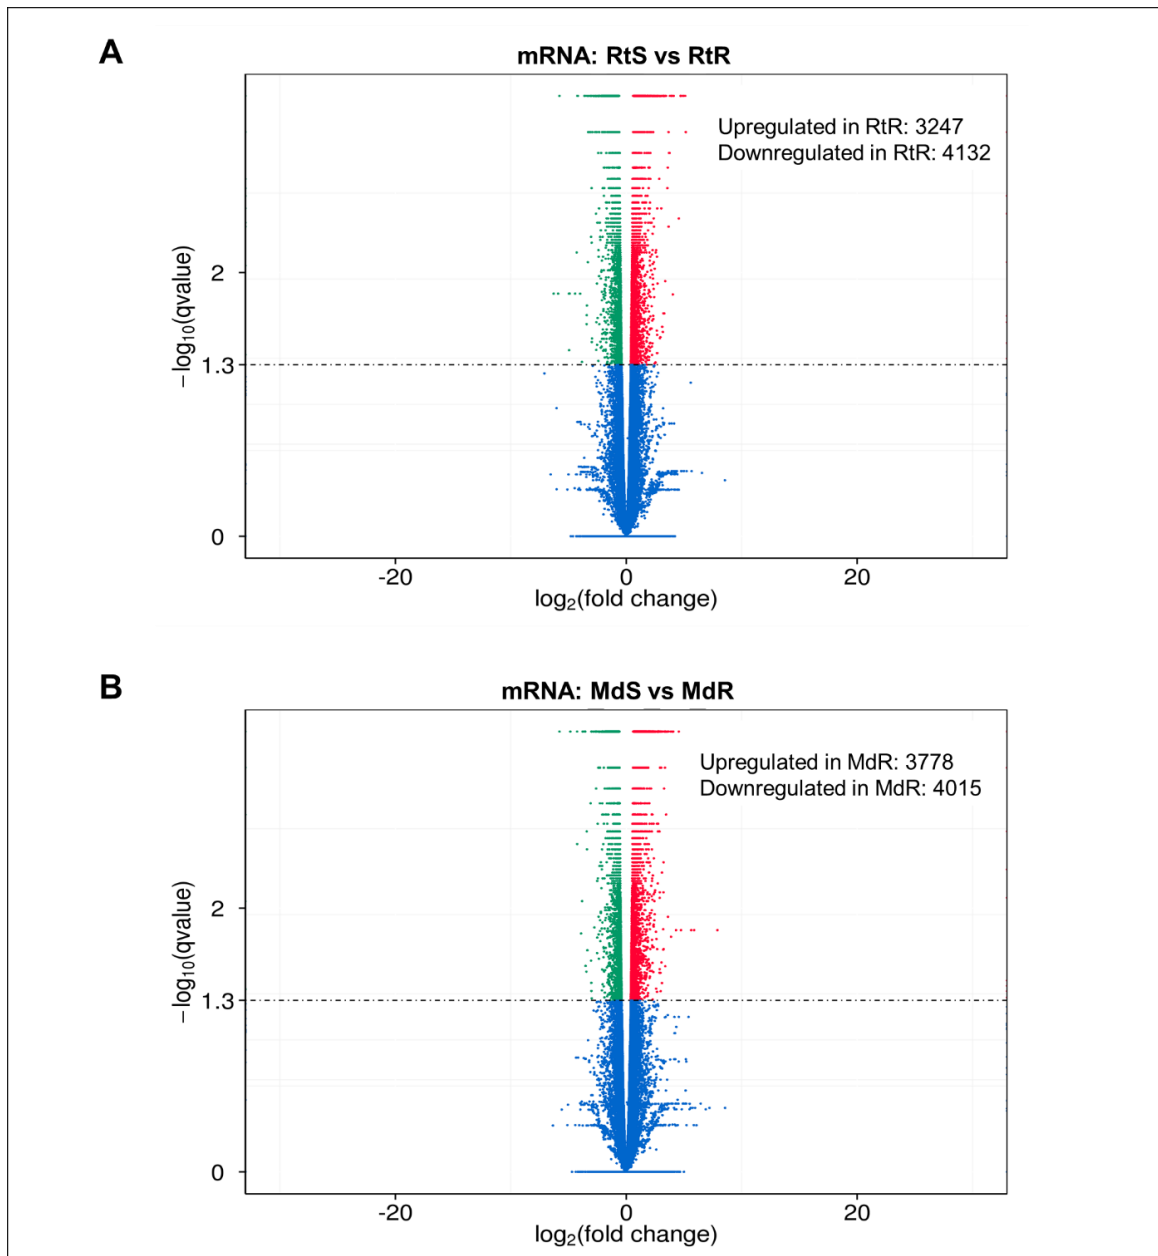 A
mRNA: RtS vs RtR
Upregulated in RtR: 3247
Downregulated in RtR: 4132
−log10(qvalue)
2
1.3
0
-20 0 20
log2(fold change)
B
mRNA: MdS vs MdR
Upregulated in MdR: 3778
Downregulated in MdR: 4015
−log10(qvalue)
2
1.3
0
-20 0 20
log2(fold change)